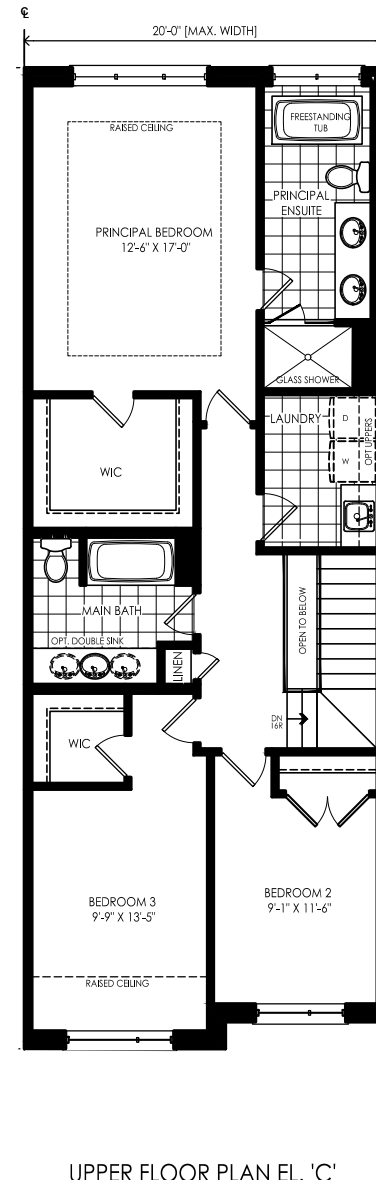 ℄
20'-0" [MAX. WIDTH]
RAISED CEILING
FREESTANDING
TUB
PRINCIPAL
ENSUITE
PRINCIPAL BEDROOM
12'-6" X 17'-0"
GLASS SHOWER
LAUNDRY
D
W
OPT UPPERS
WIC
MAIN BATH
OPT. DOUBLE SINK
LINEN
OPEN TO BELOW
DN
16R
WIC
BEDROOM 2
9'-1" X 11'-6"
BEDROOM 3
9'-9" X 13'-5"
RAISED CEILING
UPPER FLOOR PLAN EL. 'C'